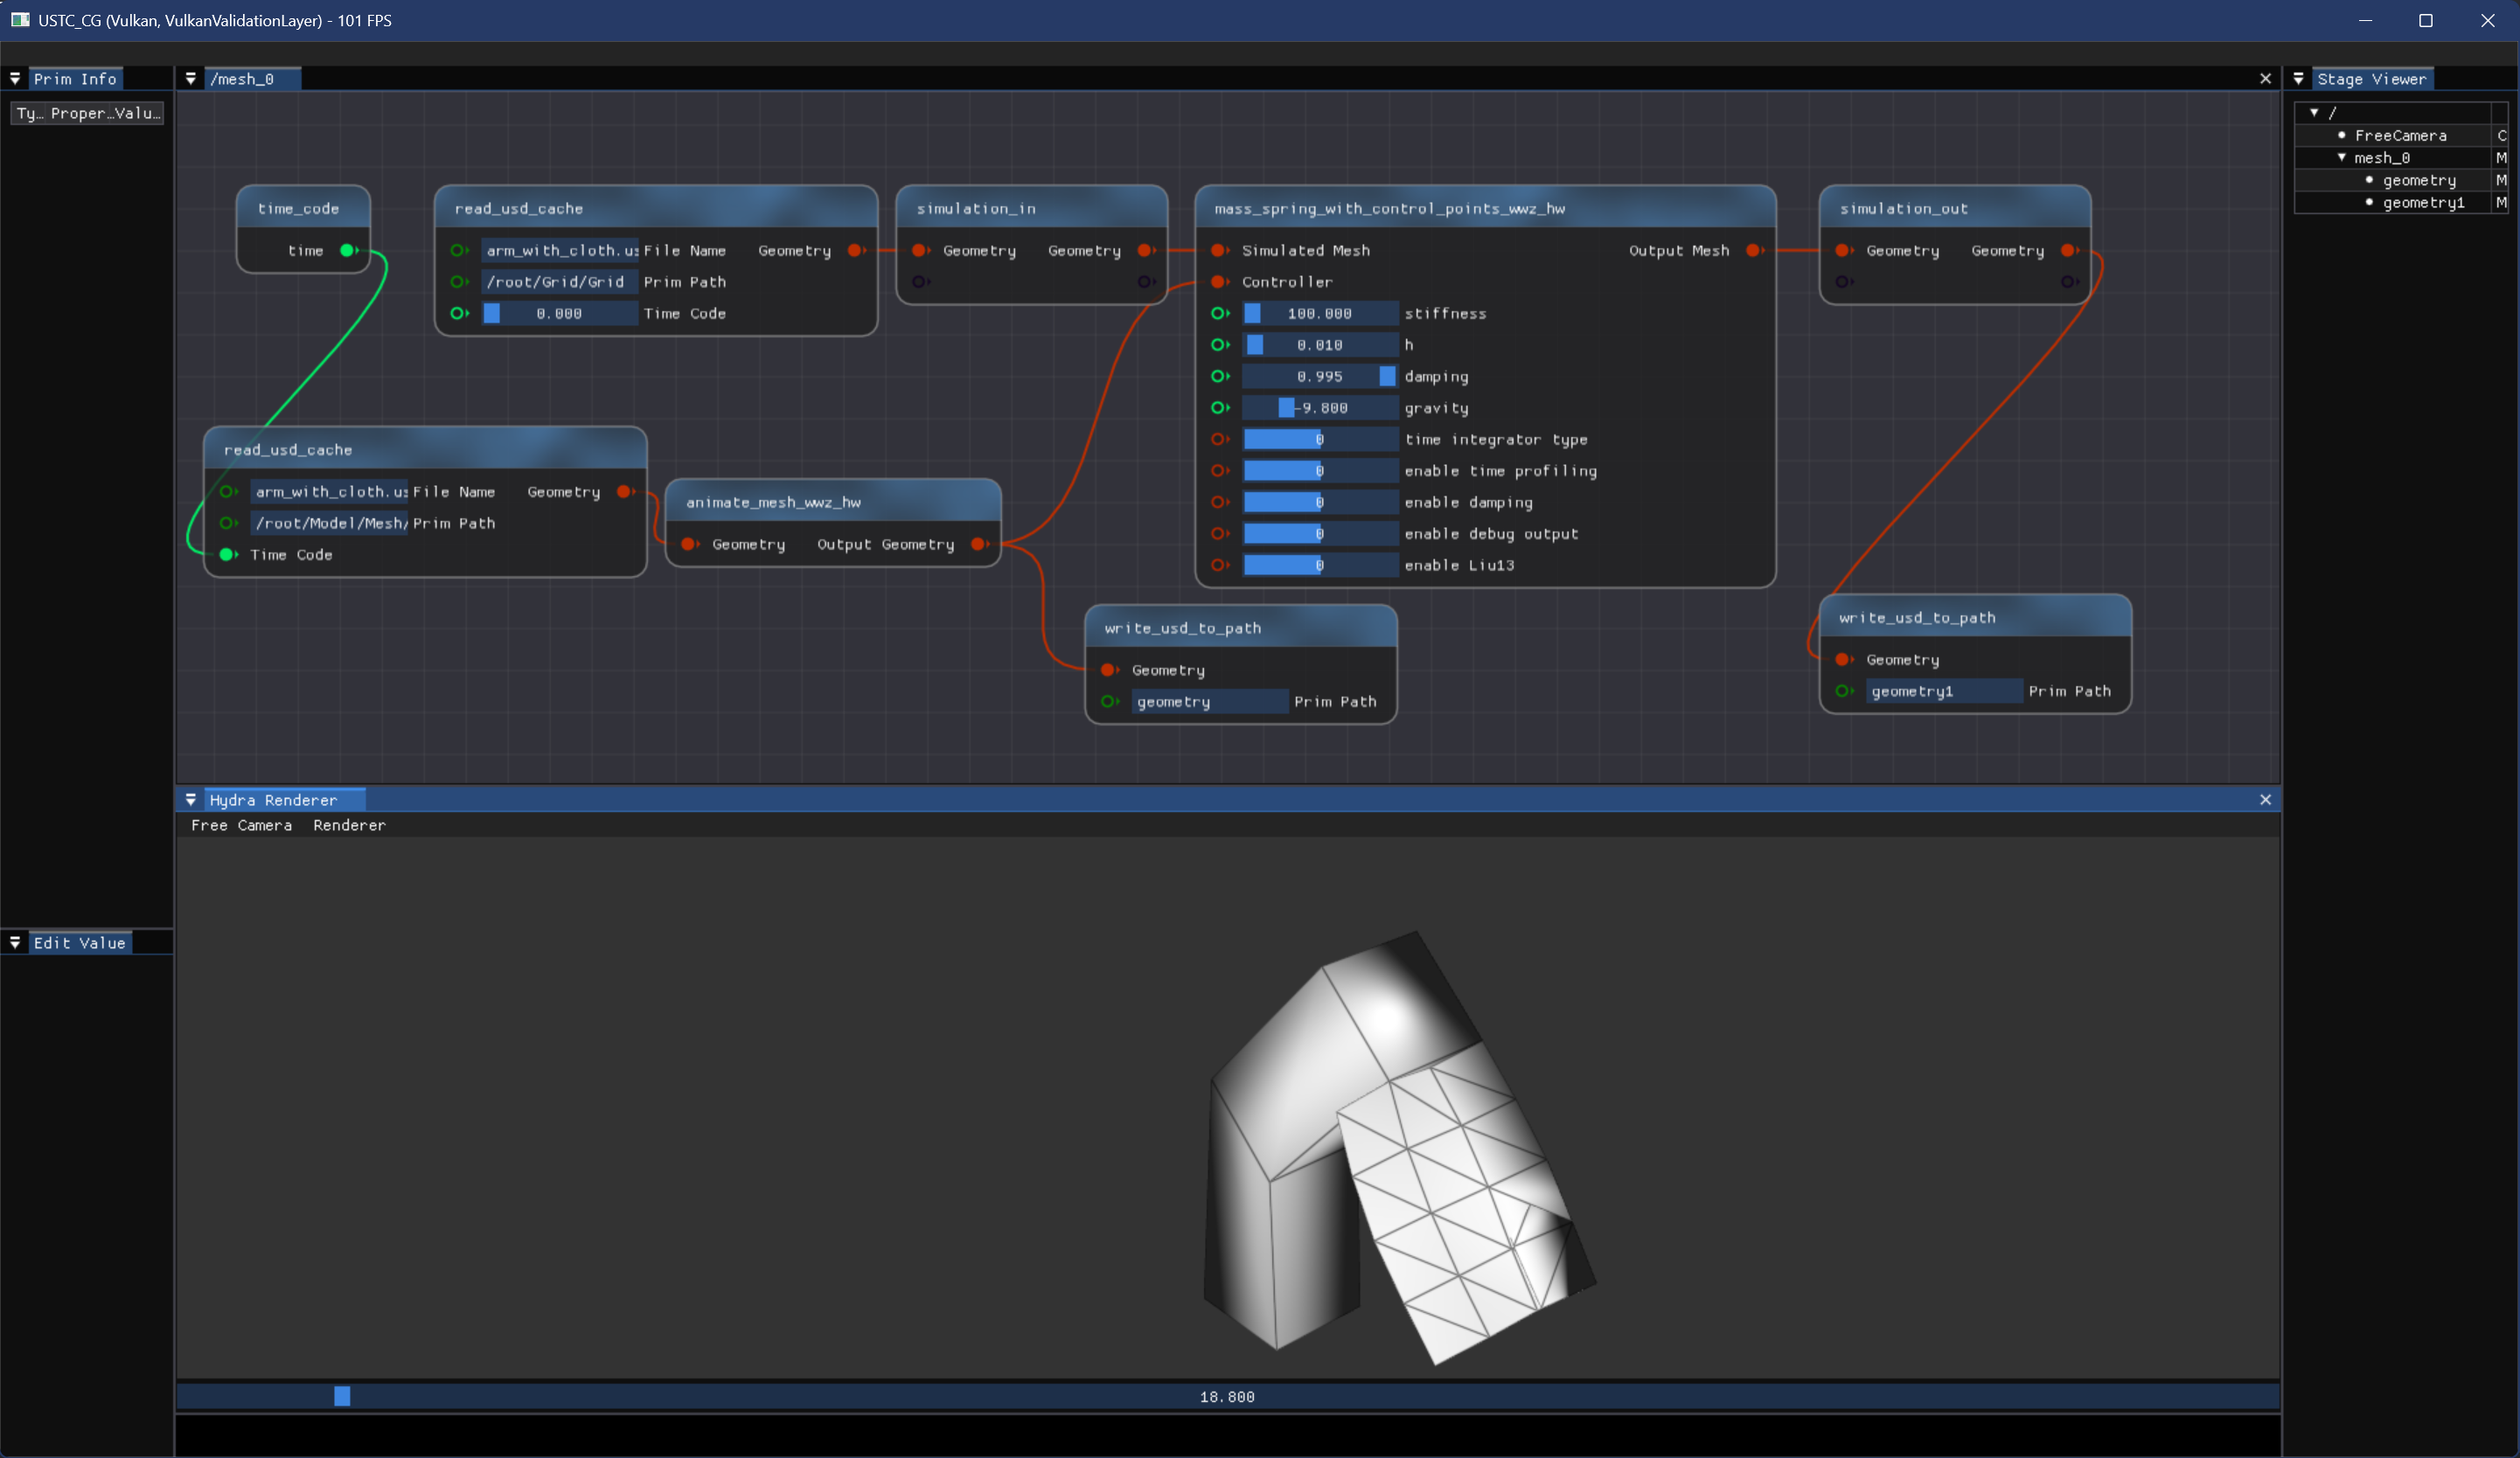 USTC_CG (Vulkan, VulkanValidationLayer) - 101 FPS
Prim Info
Ty… Proper…Valu…
/mesh_0
time_code
time
read_usd_cache
arm_with_cloth.us File Name Geometry
/root/Grid/Grid Prim Path
0.000 Time Code
simulation_in
Geometry Geometry
mass_spring_with_control_points_wwz_hw
Simulated Mesh Output Mesh
Controller
100.000 stiffness
0.010 h
0.995 damping
-9.800 gravity
0 time integrator type
0 enable time profiling
0 enable damping
0 enable debug output
0 enable Liu13
simulation_out
Geometry Geometry
read_usd_cache
arm_with_cloth.us File Name Geometry
/root/Model/Mesh/ Prim Path
Time Code
animate_mesh_wwz_hw
Geometry Output Geometry
write_usd_to_path
Geometry
geometry Prim Path
write_usd_to_path
Geometry
geometry1 Prim Path
Stage Viewer
/
FreeCamera C
mesh_0 M
geometry M
geometry1 M
Hydra Renderer
Free Camera Renderer
18.800
Edit Value